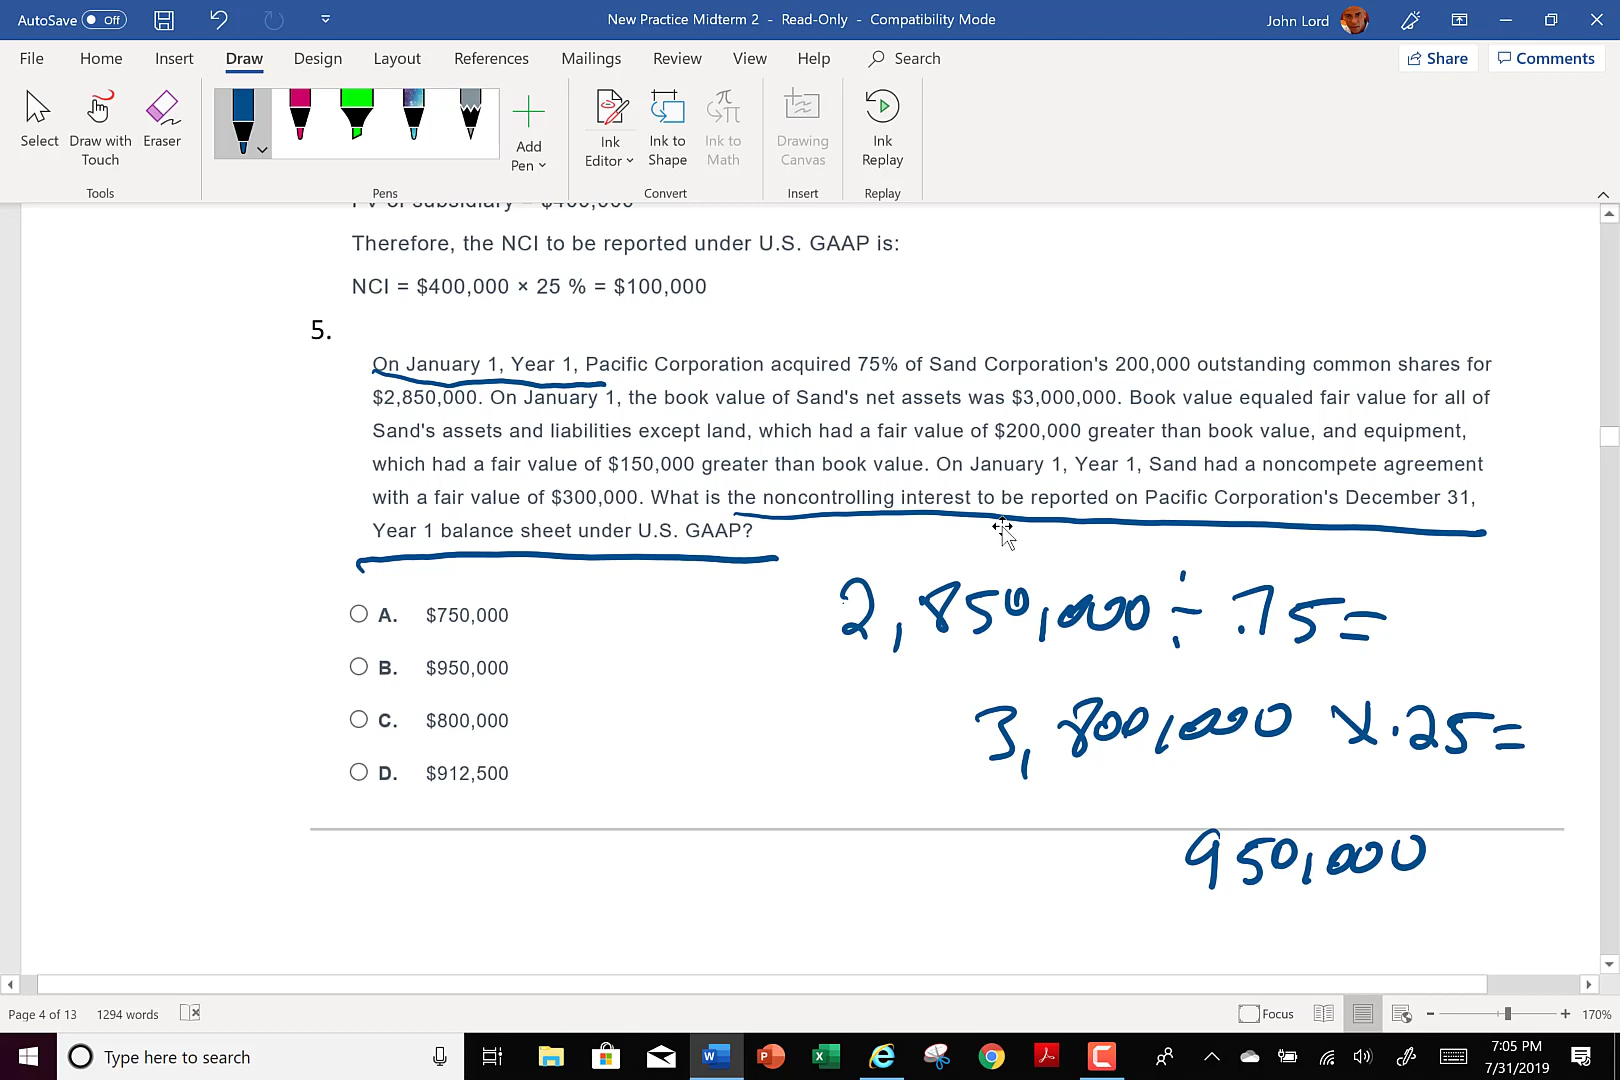 AutoSave Off
New Practice Midterm 2 - Read-Only - Compatibility Mode
John Lord
File Home Insert Draw Design Layout References Mailings Review View Help Search
Share Comments
Select
Draw with Touch
Eraser
Add Pen
Ink Editor
Ink to Shape
Ink to Math
Drawing Canvas
Ink Replay
Tools
Pens
Convert
Insert
Replay
FV of subsidiary = $400,000
Therefore, the NCI to be reported under U.S. GAAP is:
NCI = $400,000 × 25 % = $100,000
5.
On January 1, Year 1, Pacific Corporation acquired 75% of Sand Corporation's 200,000 outstanding common shares for
$2,850,000. On January 1, the book value of Sand's net assets was $3,000,000. Book value equaled fair value for all of
Sand's assets and liabilities except land, which had a fair value of $200,000 greater than book value, and equipment,
which had a fair value of $150,000 greater than book value. On January 1, Year 1, Sand had a noncompete agreement
with a fair value of $300,000. What is the noncontrolling interest to be reported on Pacific Corporation's December 31,
Year 1 balance sheet under U.S. GAAP?
2,850,000 ÷ .75=
A. $750,000
B. $950,000
3,800,000 x .25=
C. $800,000
D. $912,500
950,000
Page 4 of 13 1294 words
Focus
170%
Type here to search
7:05 PM
7/31/2019